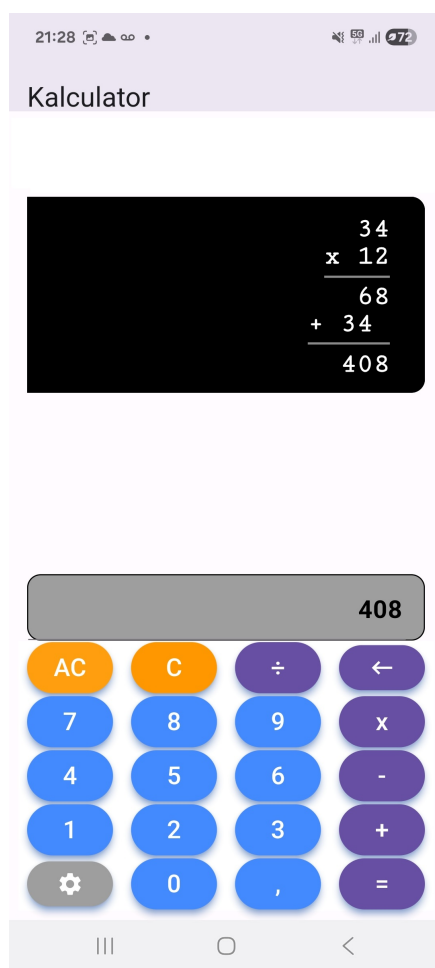 21:28 5G 72
Kalculator
34
x 12
68
+ 34
408
408
AC C ÷ ←
7 8 9 x
4 5 6 -
1 2 3 +
0 , =